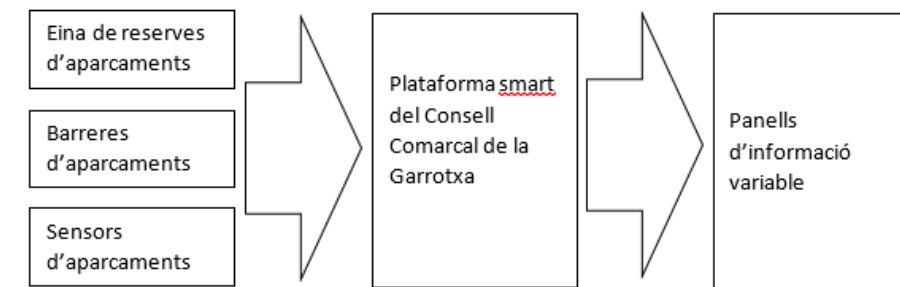 Eina de reserves
d’aparcaments
Barreres
d’aparcaments
Sensors
d’aparcaments
Plataforma smart
del Consell
Comarcal de la
Garrotxa
Panells
d’informació
variable